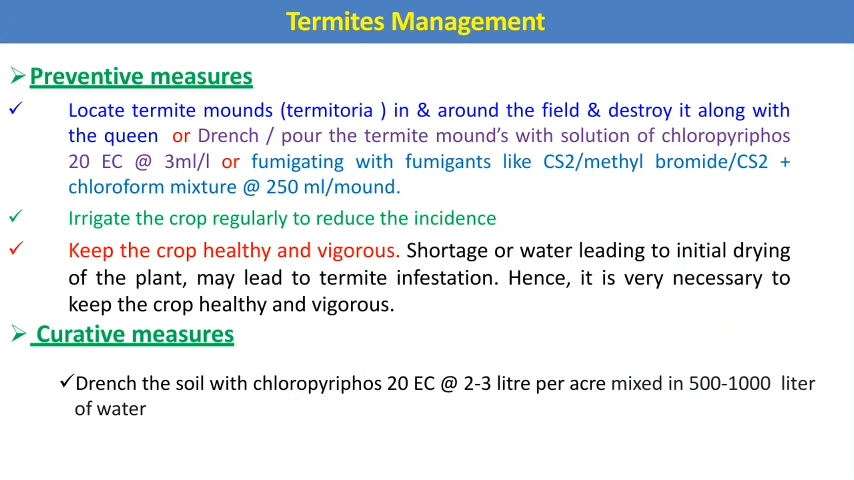 Termites Management
➢Preventive measures
✓ Locate termite mounds (termitoria ) in & around the field & destroy it along with
the queen or Drench / pour the termite mound’s with solution of chloropyriphos
20 EC @ 3ml/l or fumigating with fumigants like CS2/methyl bromide/CS2 +
chloroform mixture @ 250 ml/mound.
✓ Irrigate the crop regularly to reduce the incidence
✓ Keep the crop healthy and vigorous. Shortage or water leading to initial drying
of the plant, may lead to termite infestation. Hence, it is very necessary to
keep the crop healthy and vigorous.
➢ Curative measures
✓Drench the soil with chloropyriphos 20 EC @ 2-3 litre per acre mixed in 500-1000 liter
of water